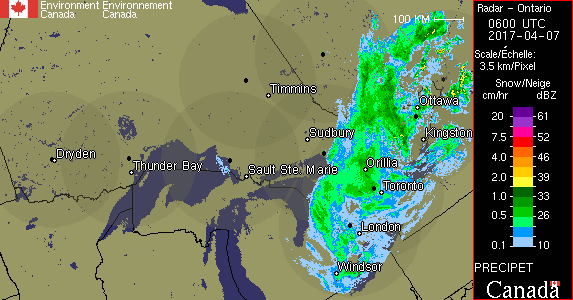 Environment Environnement
Canada Canada
100 KM
Timmins
Ottawa
Sudbury
Kingston
Dryden
Thunder Bay
Sault Ste. Marie
Orillia
Toronto
London
Windsor
Radar - Ontario
0600 UTC
2017-04-07
Scale/Échelle:
3.5 km/Pixel
Snow/Neige
cm/hr dBZ
20 61
7.5 52
4.0 46
2.0 39
1.0 33
0.5 26
0.1 10
PRECIPET
Canada